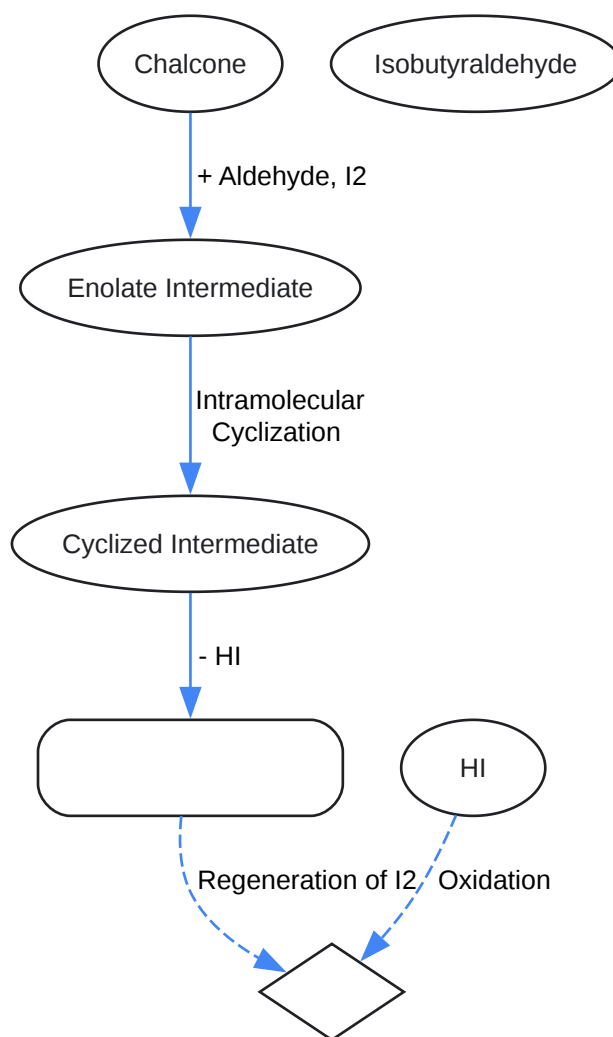 Chalcone
Isobutyraldehyde
+ Aldehyde, I2
Enolate Intermediate
Intramolecular
Cyclization
Cyclized Intermediate
- HI
HI
Regeneration of I2
Oxidation